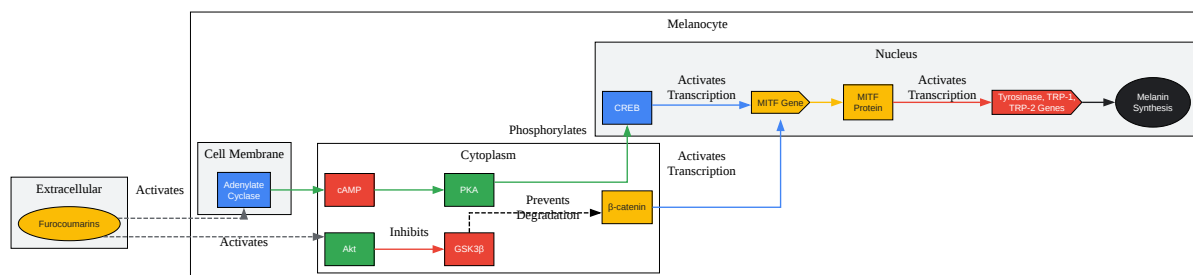 Melanocyte
Nucleus
Activates
Transcription
Activates
Transcription
CREB
MITF Gene
MITF
Protein
Tyrosinase, TRP-1,
TRP-2 Genes
Melanin
Synthesis
Phosphorylates
Cell Membrane
Cytoplasm
Activates
Transcription
Extracellular
Activates
Adenylate
Cyclase
cAMP
PKA
Prevents
Degradation
β-catenin
Furocoumarins
Activates
Inhibits
Akt
GSK3β